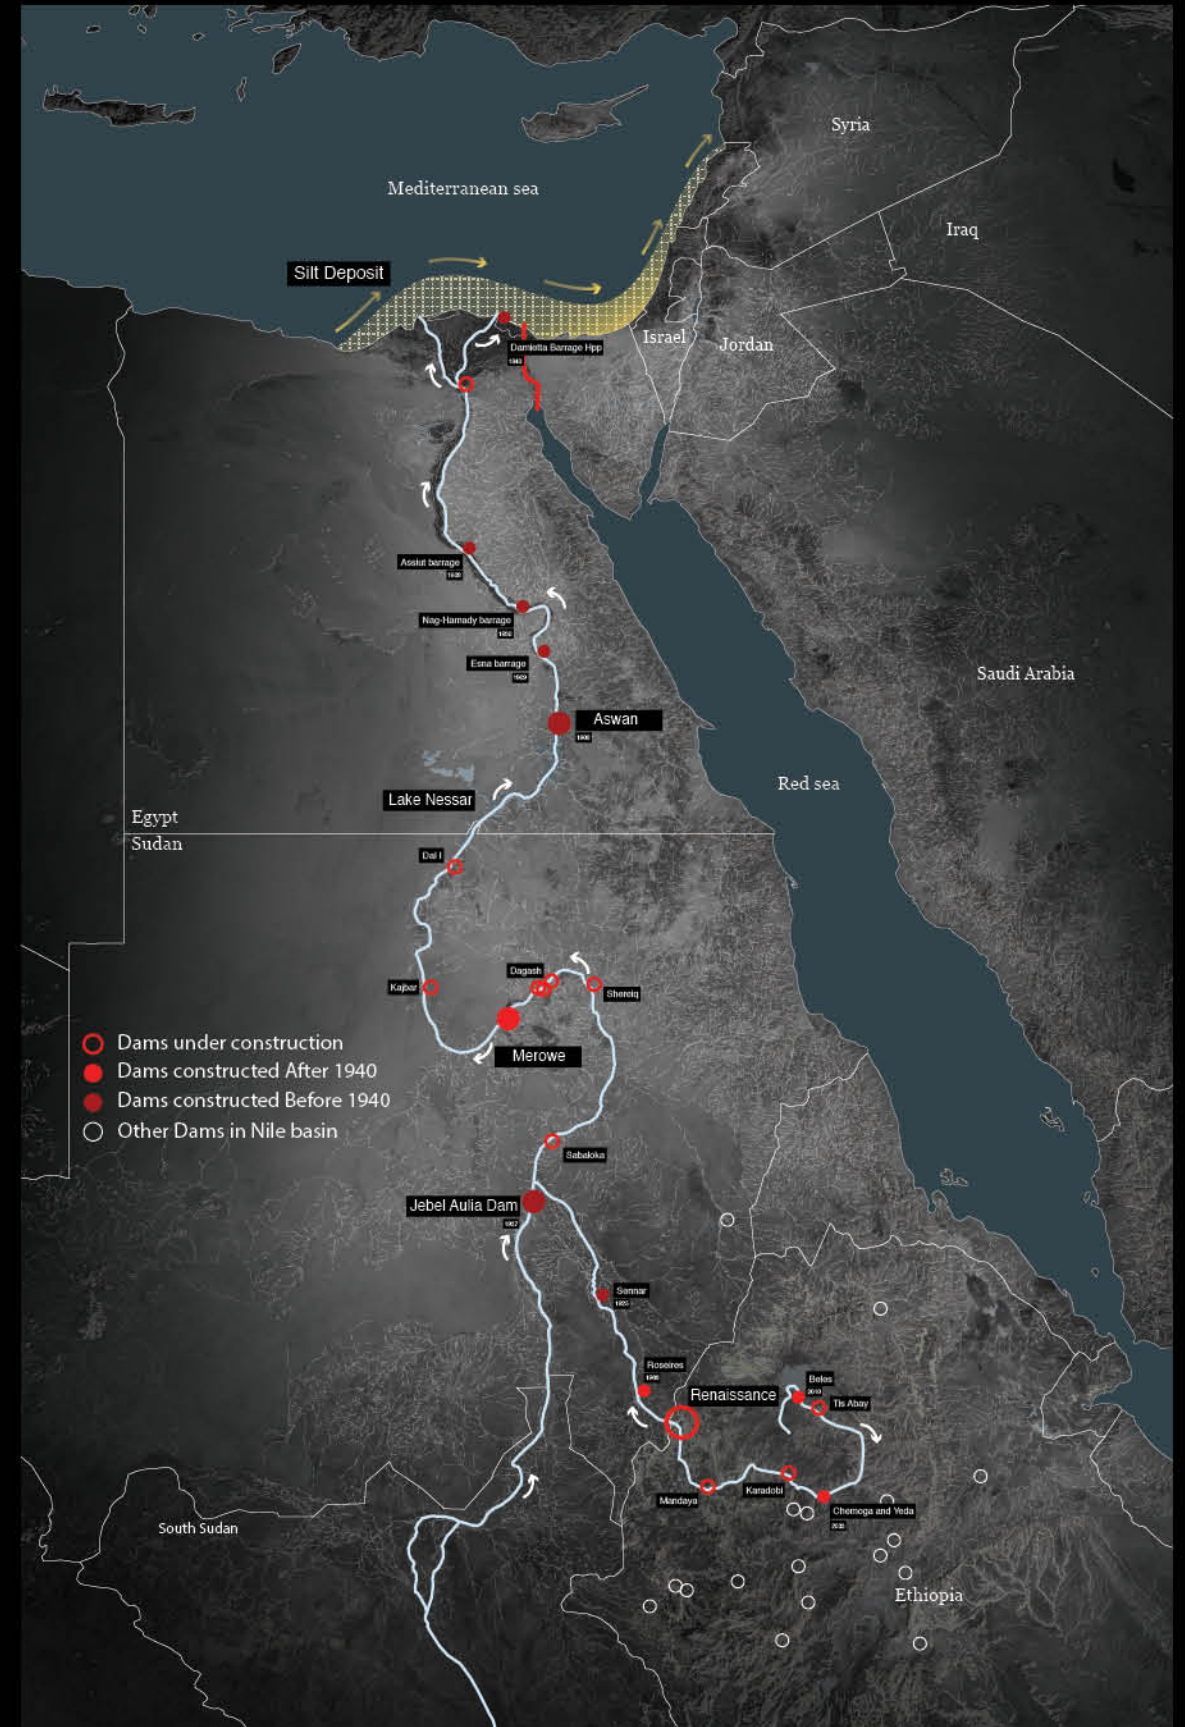 Syria
Mediterranean sea
Iraq
Silt Deposit
Israel
Jordan
Damietta Barrage Hpp
Assiut barrage
Nag-Hamady barrage
Esna barrage
Saudi Arabia
Aswan
Red sea
Lake Nessar
Egypt
Sudan
Dal I
Dagash
Kajbar
Shereiq
Merowe
Dams under construction
Dams constructed After 1940
Dams constructed Before 1940
Other Dams in Nile basin
Sabaloka
Jebel Aulia Dam
Sennar
1925
Roseires
Renaissance
Beles
2010
Tis Abay
Karadobi
Mandaya
Chemoga and Yeda
South Sudan
Ethiopia